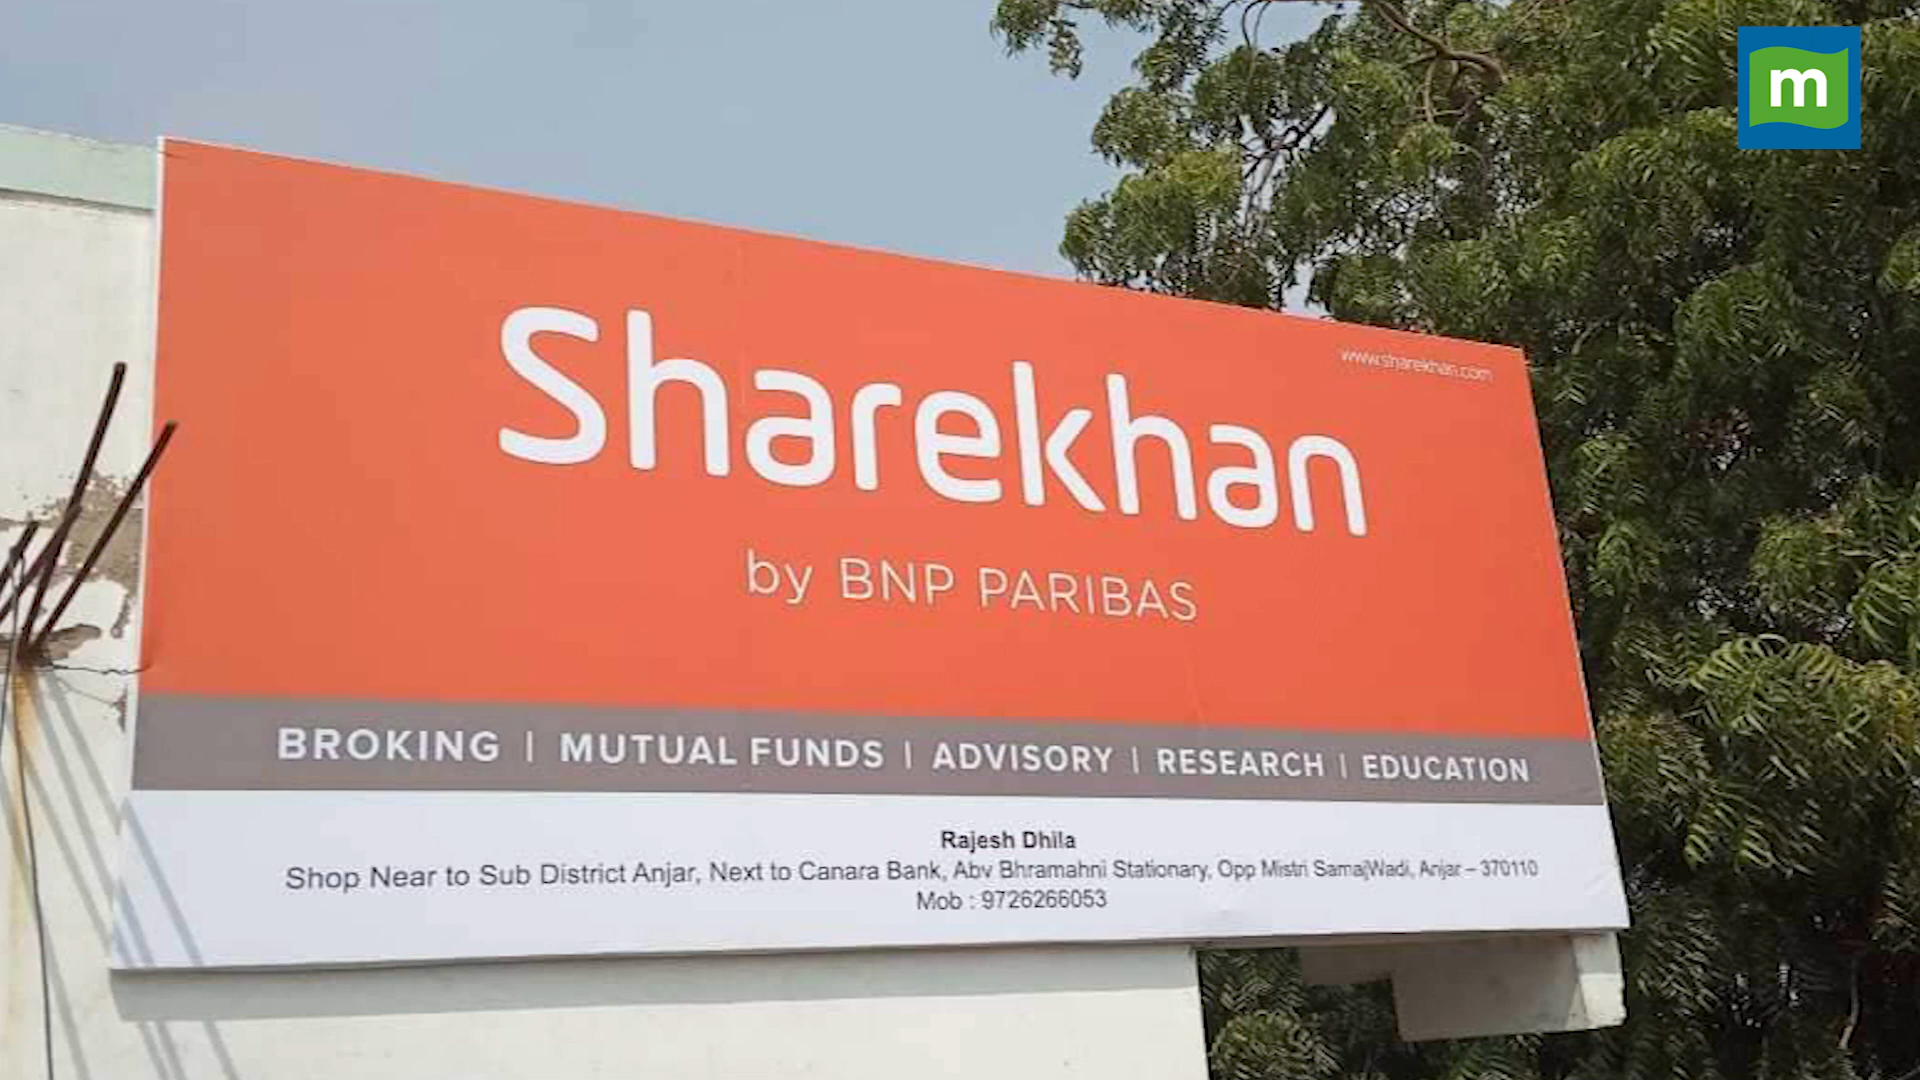 m
www.sharekhan.com
Sharekhan
by BNP PARIBAS
BROKING | MUTUAL FUNDS | ADVISORY | RESEARCH | EDUCATION
Rajesh Dhila
Shop Near to Sub District Anjar, Next to Canara Bank, Abv Bhramahni Stationary, Opp Mistri SamajWadi, Anjar – 370110
Mob : 9726266053